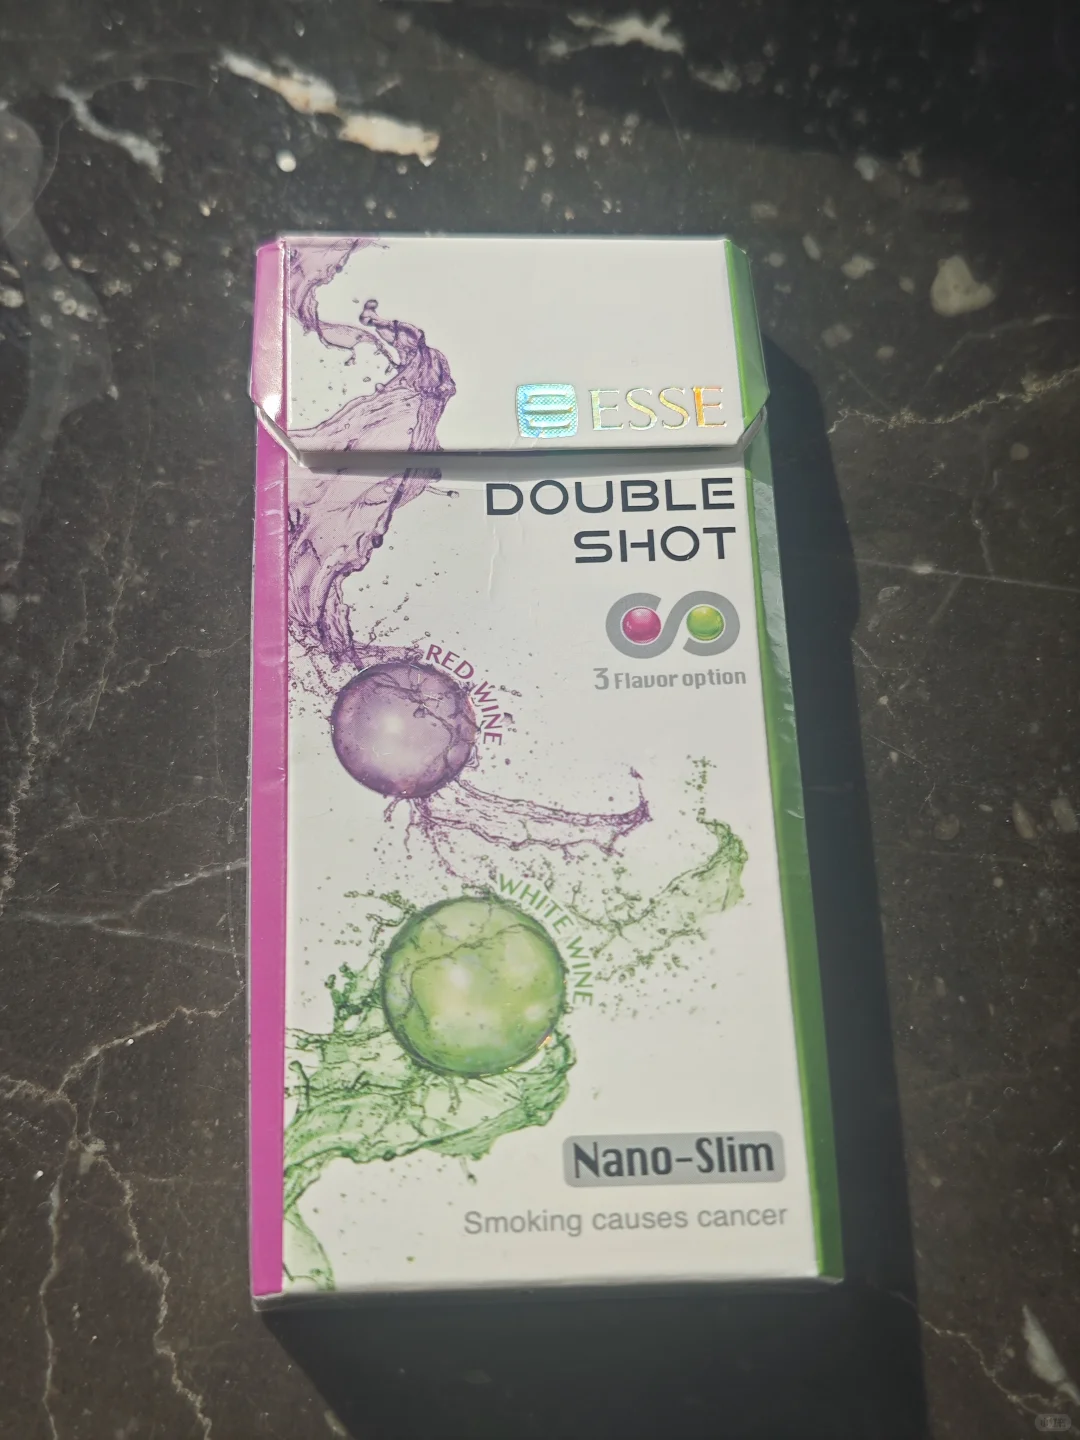 ESSE
DOUBLE
SHOT
3 Flavor option
RED WINE
WHITE WINE
Nano-Slim
Smoking causes cancer